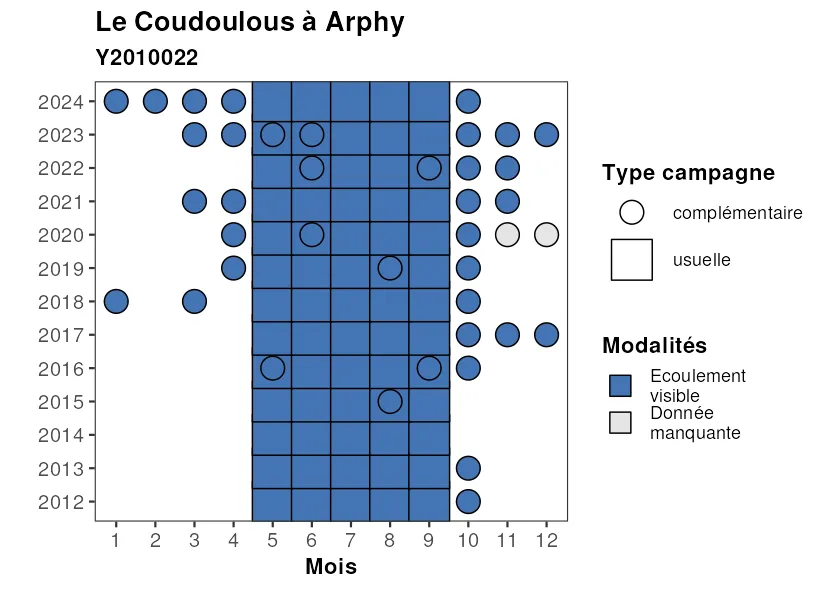 Le Coudoulous à Arphy
Y2010022
2024
2023
2022
2021
2020
2019
2018
2017
2016
2015
2014
2013
2012
1 2 3 4 5 6 7 8 9 10 11 12
Mois
Type campagne
complémentaire
usuelle
Modalités
Ecoulement
visible
Donnée
manquante